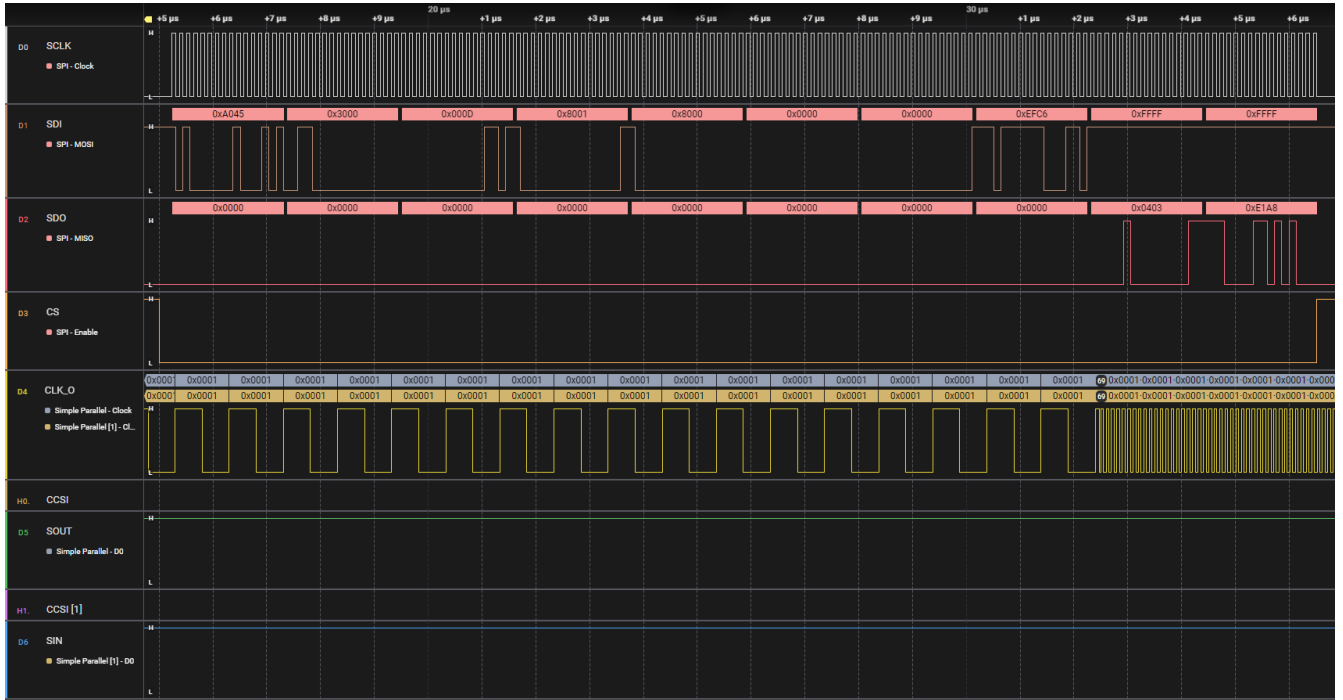 20 µs 30 µs
+5 µs +6 µs +7 µs +8 µs +9 µs +1 µs +2 µs +3 µs +4 µs +5 µs +6 µs +7 µs +8 µs +9 µs +1 µs +2 µs +3 µs +4 µs +5 µs +6 µs
H
D0 SCLK
SPI - Clock
L
0xA045 0x3000 0x000D 0x8001 0x8000 0x0000 0x0000 0xEFC6 0xFFFF 0xFFFF
H
D1 SDI
SPI - MOSI
L
0x0000 0x0000 0x0000 0x0000 0x0000 0x0000 0x0000 0x0000 0x0403 0xE1A8
H
D2 SDO
SPI - MISO
L
H
D3 CS
SPI - Enable
L
0x0001 0x0001 0x0001 0x0001 0x0001 0x0001 0x0001 0x0001 0x0001 0x0001 0x0001 0x0001 0x0001 0x0001 0x0001 0x0001 0x0001 0x0001 69 0x0001 0x0001 0x0001 0x0001 0x0001 0x0001 0x0001 0x000
0x0001 0x0001 0x0001 0x0001 0x0001 0x0001 0x0001 0x0001 0x0001 0x0001 0x0001 0x0001 0x0001 0x0001 0x0001 0x0001 0x0001 0x0001 69 0x0001 0x0001 0x0001 0x0001 0x0001 0x0001 0x0001 0x000
D4 CLK_O
H
Simple Parallel - Clock
Simple Parallel [1] - Cl...
L
H0. CCSI
H
D5 SOUT
Simple Parallel - D0
L
H1. CCSI [1]
H
D6 SIN
Simple Parallel [1] - D0
L